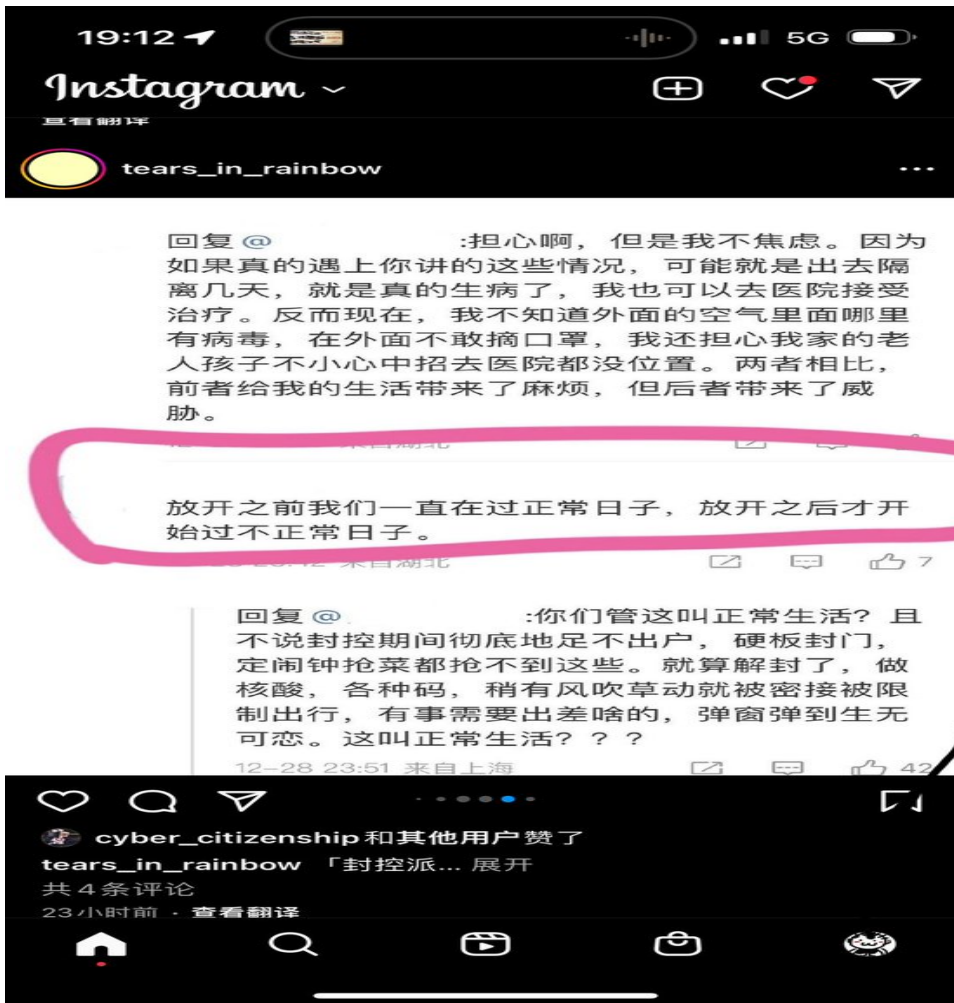 19:12
5G
Instagram
查看翻译
tears_in_rainbow
回复@ :担心啊，但是我不焦虑。因为
如果真的遇上你讲的这些情况，可能就是出去隔
离几天，就是真的生病了，我也可以去医院接受
治疗。反而现在，我不知道外面的空气里面哪里
有病毒，在外面不敢摘口罩，我还担心我家的老
人孩子不小心中招去医院都没位置。两者相比，
前者给我的生活带来了麻烦，但后者带来了威
胁。
放开之前我们一直在过正常日子，放开之后才开
始过不正常日子。
来自湖北
7
回复@ :你们管这叫正常生活？且
不说封控期间彻底地足不出户，硬板封门，
定闹钟抢菜都抢不到这些。就算解封了，做
核酸，各种码，稍有风吹草动就被密接被限
制出行，有事需要出差啥的，弹窗弹到生无
可恋。这叫正常生活？？？
12-28 23:51 来自上海
42
cyber_citizenship和其他用户赞了
tears_in_rainbow 「封控派... 展开
共4条评论
23小时前 · 查看翻译